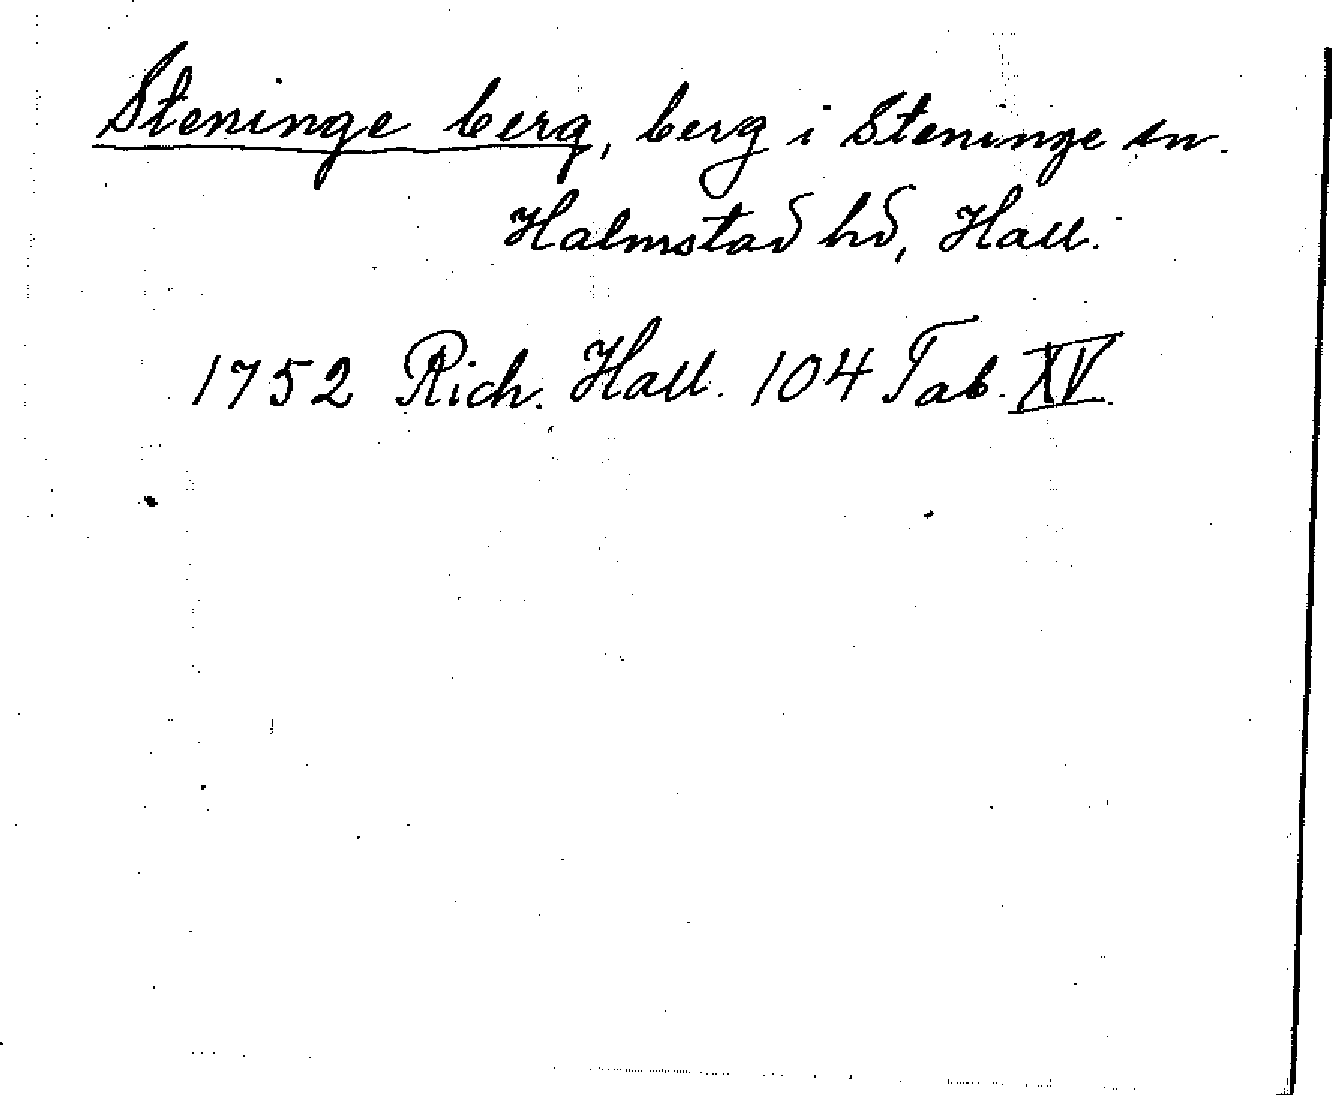 Steninge berg, berg i Steninge sn.
Halmstad hd, Hall.
1752 Rich. Hall. 104 Tab. XV.